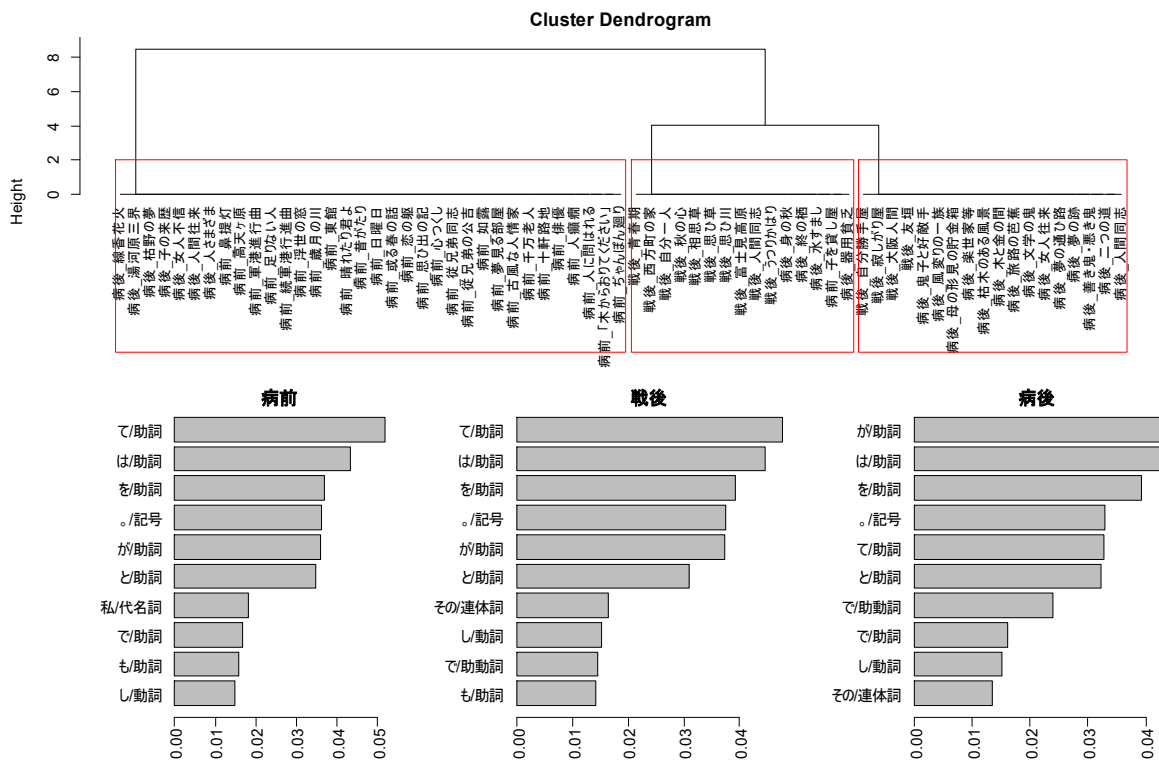 Cluster Dendrogram
Height
0
2
4
6
8
病後_線香花火
病後_湯河原三界
病後_枯野の夢
病後_子の来歴
病後_女人不信
病後_人間往来
病後_人さまざま
病前_鼻提灯
病前_高天ヶ原
病前_軍港進行曲
病前_足りない人
病前_続軍港行進曲
病前_浮世の窓
病前_歳月の川
病前_東館
病前_晴れたり君よ
病前_昔がたり
病前_日曜日
病前_或る春の話
病前_恋の躯
病前_思ひ出の記
病前_心つくし
病前_従兄弟同志
病前_従兄弟の公吉
病前_如露
病前_夢見る部屋
病前_古風な人情家
病前_千万老人
病前_十軒路地
病前_俳優
病前_人癲癇
病前_人に問はれる
病前_「木からおりてください」
病前_ちゃんぽん廻り
戦後_青春期
戦後_西方町の家
戦後_自分一人
戦後_秋の心
戦後_相思草
戦後_思ひ草
戦後_思ひ川
戦後_富士見高原
戦後_人間同志
戦後_うつりかはり
病後_身の秋
病後_終の栖
病後_水すまし
病前_子を貸し屋
病後_器用貧乏
戦後_自分勝手屋
戦後_寂しがり屋
戦後_大阪人間
戦後_友垣
病後_鬼子と好敵手
病後_風変りの一族
病後_母の形見の貯金箱
病後_楽世家等
病後_枯木のある風景
病後_木と金の間
病後_旅路の芭蕉
病後_文学の鬼
病後_女人往来
病後_夢の通ひ路
病後_夢の跡
病後_善き鬼・悪き鬼
病後_二つの道
病後_人間同志
病前
て/助詞
は/助詞
を/助詞
。/記号
が/助詞
と/助詞
私/代名詞
で/助詞
も/助詞
し/動詞
0.00
0.01
0.02
0.03
0.04
0.05
戦後
て/助詞
は/助詞
を/助詞
。/記号
が/助詞
と/助詞
その/連体詞
し/動詞
で/助動詞
も/助詞
0.00
0.01
0.02
0.03
0.04
病後
が/助詞
は/助詞
を/助詞
。/記号
て/助詞
と/助詞
で/助動詞
で/助詞
し/動詞
その/連体詞
0.00
0.01
0.02
0.03
0.04